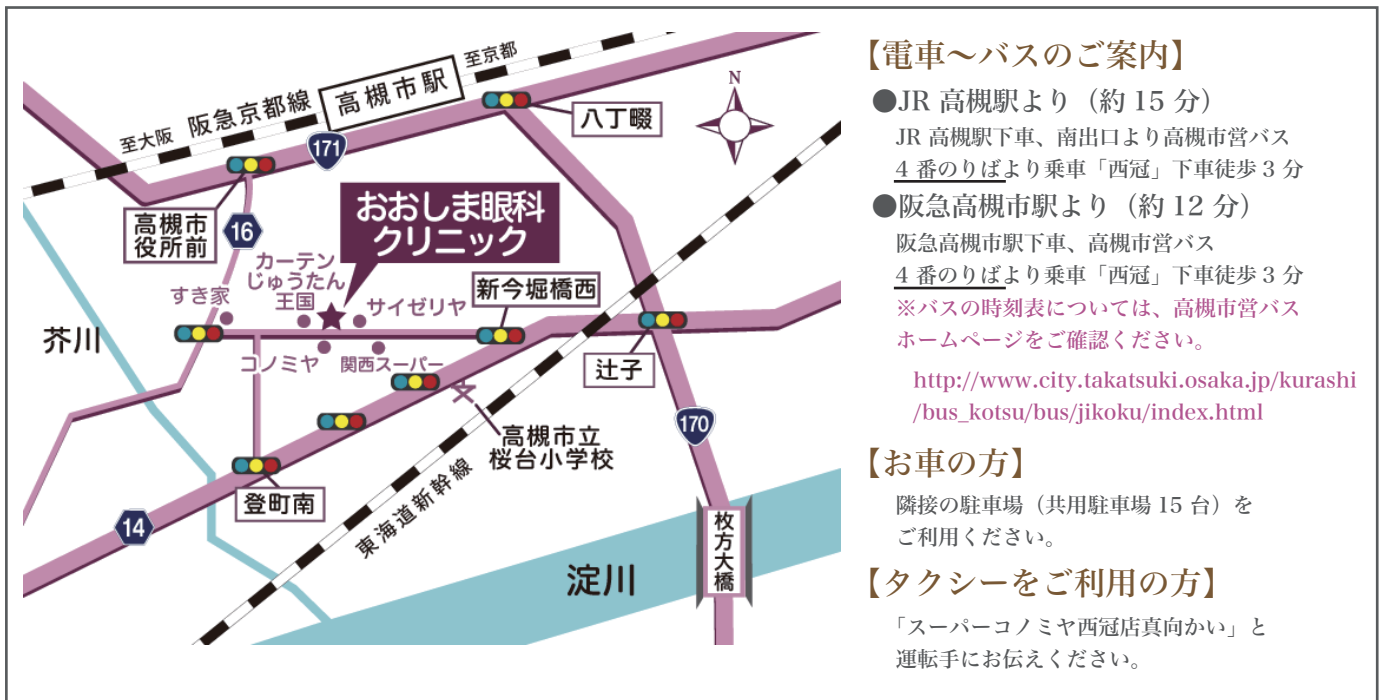 至京都
高槻市駅
阪急京都線
至大阪
171
八丁畷
N
高槻市
役所前
16
おおしま眼科
クリニック
カーテン
じゅうたん
王国
すき家
サイゼリヤ
新今堀橋西
芥川
コノミヤ
関西スーパー
辻子
170
高槻市立
桜台小学校
登町南
14
東海道新幹線
枚方大橋
淀川
【電車～バスのご案内】
●JR 高槻駅より（約 15 分）
JR 高槻駅下車、南出口より高槻市営バス
4 番のりばより乗車「西冠」下車徒歩 3 分
●阪急高槻市駅より（約 12 分）
阪急高槻市駅下車、高槻市営バス
4 番のりばより乗車「西冠」下車徒歩 3 分
※バスの時刻表については、高槻市営バス
ホームページをご確認ください。
http://www.city.takatsuki.osaka.jp/kurashi
/bus_kotsu/bus/jikoku/index.html
【お車の方】
隣接の駐車場（共用駐車場 15 台）を
ご利用ください。
【タクシーをご利用の方】
「スーパーコノミヤ西冠店真向かい」と
運転手にお伝えください。